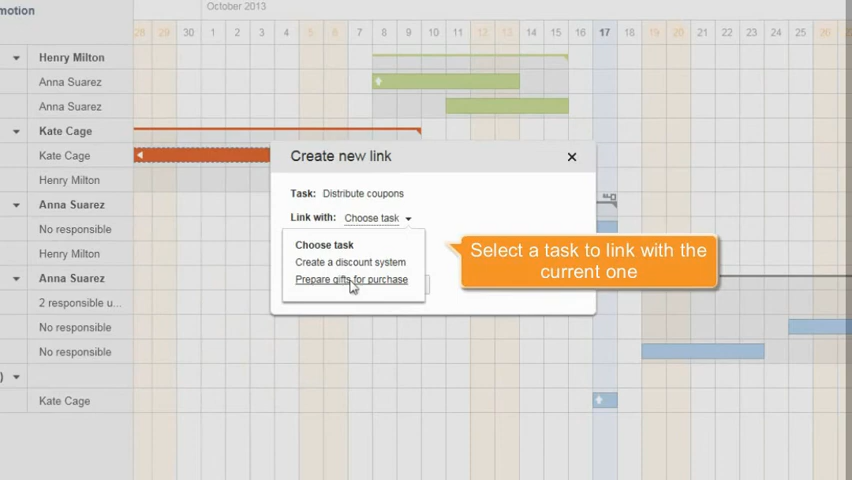 motion
October 2013
28 29 30 1 2 3 4 5 6 7 8 9 10 11 12 13 14 15 16 17 18 19 20 21 22 23 24 25 26
Henry Milton
Anna Suarez
Anna Suarez
Kate Cage
Kate Cage
Henry Milton
Anna Suarez
No responsible
Henry Milton
Anna Suarez
2 responsible u...
No responsible
No responsible
)
Kate Cage
Create new link
Task: Distribute coupons
Link with: Choose task
Choose task
Create a discount system
Prepare gifts for purchase
Select a task to link with the
current one